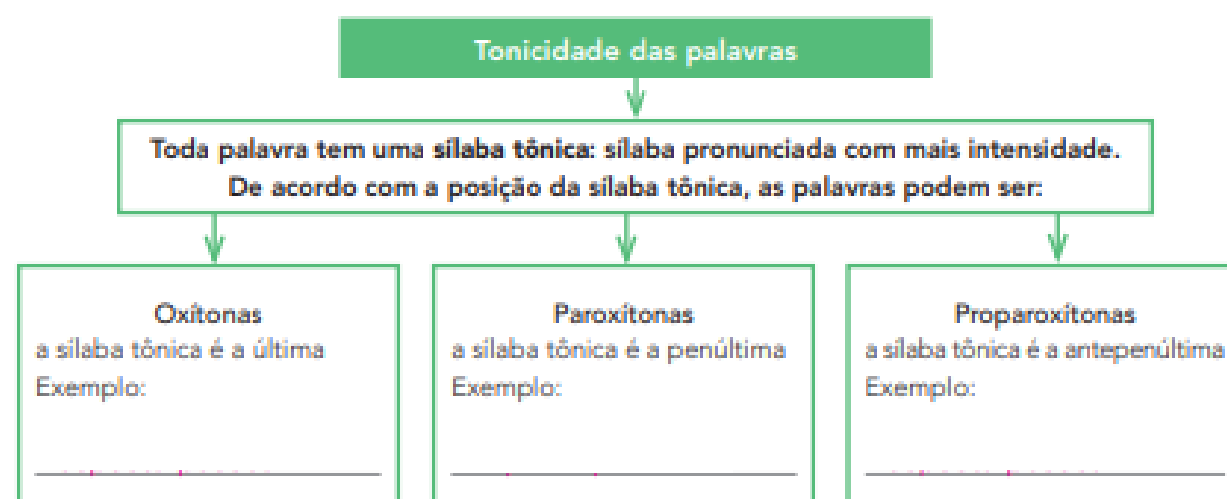 Tonicidade das palavras
Toda palavra tem uma sílaba tônica: sílaba pronunciada com mais intensidade.
De acordo com a posição da sílaba tônica, as palavras podem ser:
Oxítonas
a sílaba tônica é a última
Exemplo:
Paroxítonas
a sílaba tônica é a penúltima
Exemplo:
Proparoxítonas
a sílaba tônica é a antepenúltima
Exemplo: